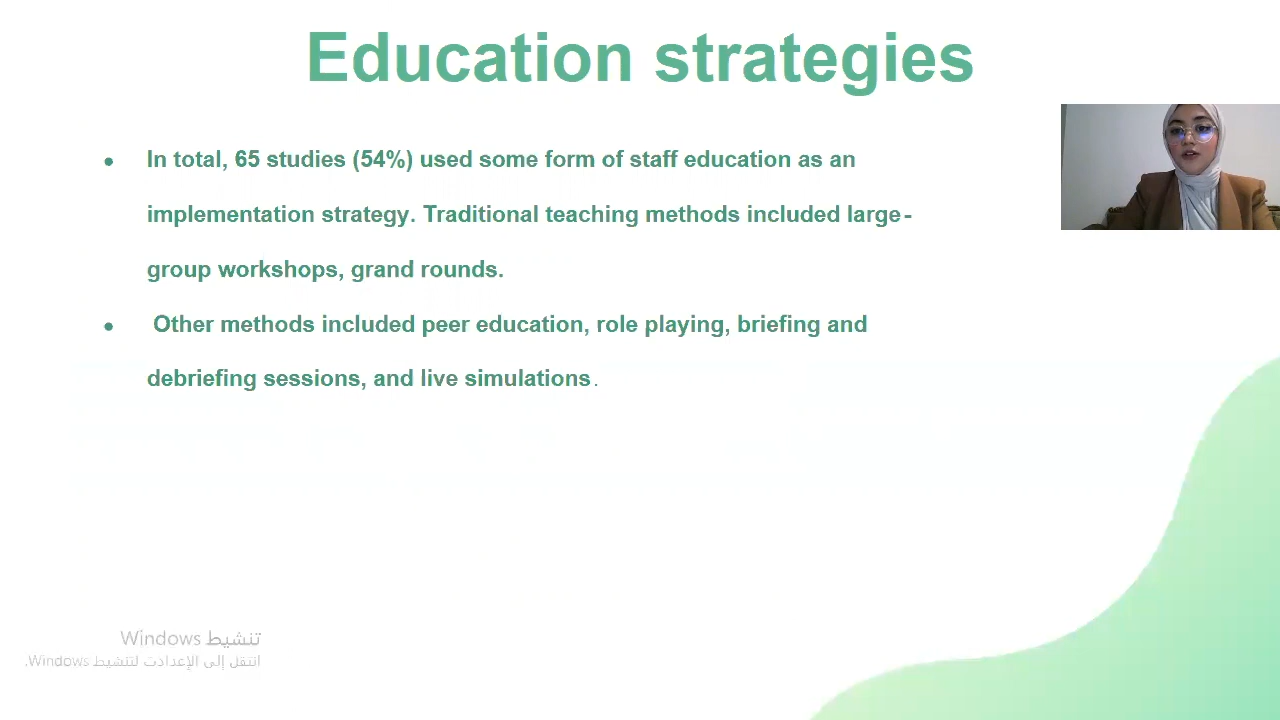 Education strategies
• In total, 65 studies (54%) used some form of staff education as an
implementation strategy. Traditional teaching methods included large-
group workshops, grand rounds.
• Other methods included peer education, role playing, briefing and
debriefing sessions, and live simulations.
تنشيط Windows
انتقل إلى الإعدادت لتنشيط Windows.